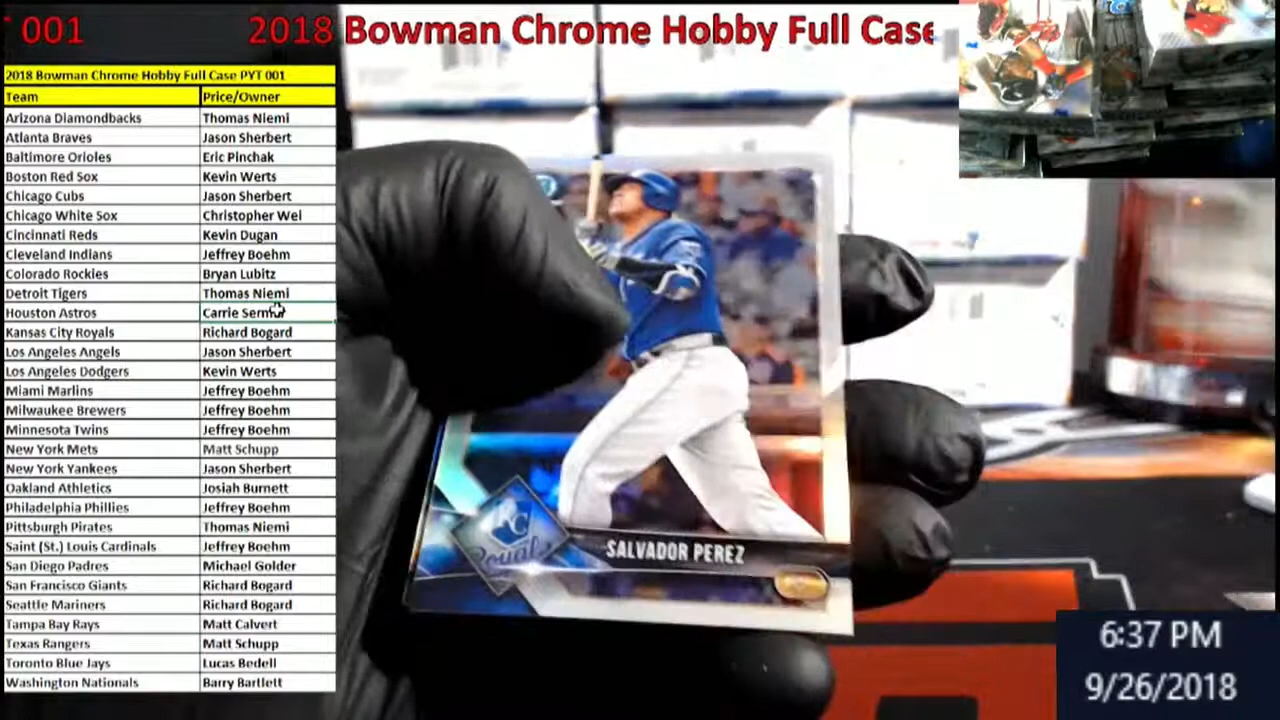 001 2018 Bowman Chrome Hobby Full Case
2018 Bowman Chrome Hobby Full Case PYT 001
Team Price/Owner
Arizona Diamondbacks Thomas Niemi
Atlanta Braves Jason Sherbert
Baltimore Orioles Eric Pinchak
Boston Red Sox Kevin Werts
Chicago Cubs Jason Sherbert
Chicago White Sox Christopher Wel
Cincinnati Reds Kevin Dugan
Cleveland Indians Jeffrey Boehm
Colorado Rockies Bryan Lubitz
Detroit Tigers Thomas Niemi
Houston Astros Carrie
Kansas City Royals Richard Bogard
Los Angeles Angels Jason Sherbert
Los Angeles Dodgers Kevin Werts
Miami Marlins Jeffrey Boehm
Milwaukee Brewers Jeffrey Boehm
Minnesota Twins Jeffrey Boehm
New York Mets Matt Schupp
New York Yankees Jason Sherbert
Oakland Athletics Josiah Burnett
Philadelphia Phillies Jeffrey Boehm
Pittsburgh Pirates Thomas Niemi
Saint (St.) Louis Cardinals Jeffrey Boehm
San Diego Padres Michael Golder
San Francisco Giants Richard Bogard
Seattle Mariners Richard Bogard
Tampa Bay Rays Matt Calvert
Texas Rangers Matt Schupp
Toronto Blue Jays Lucas Bedell
Washington Nationals Barry Bartlett
KC
Royals
SALVADOR PEREZ
6:37 PM
9/26/2018